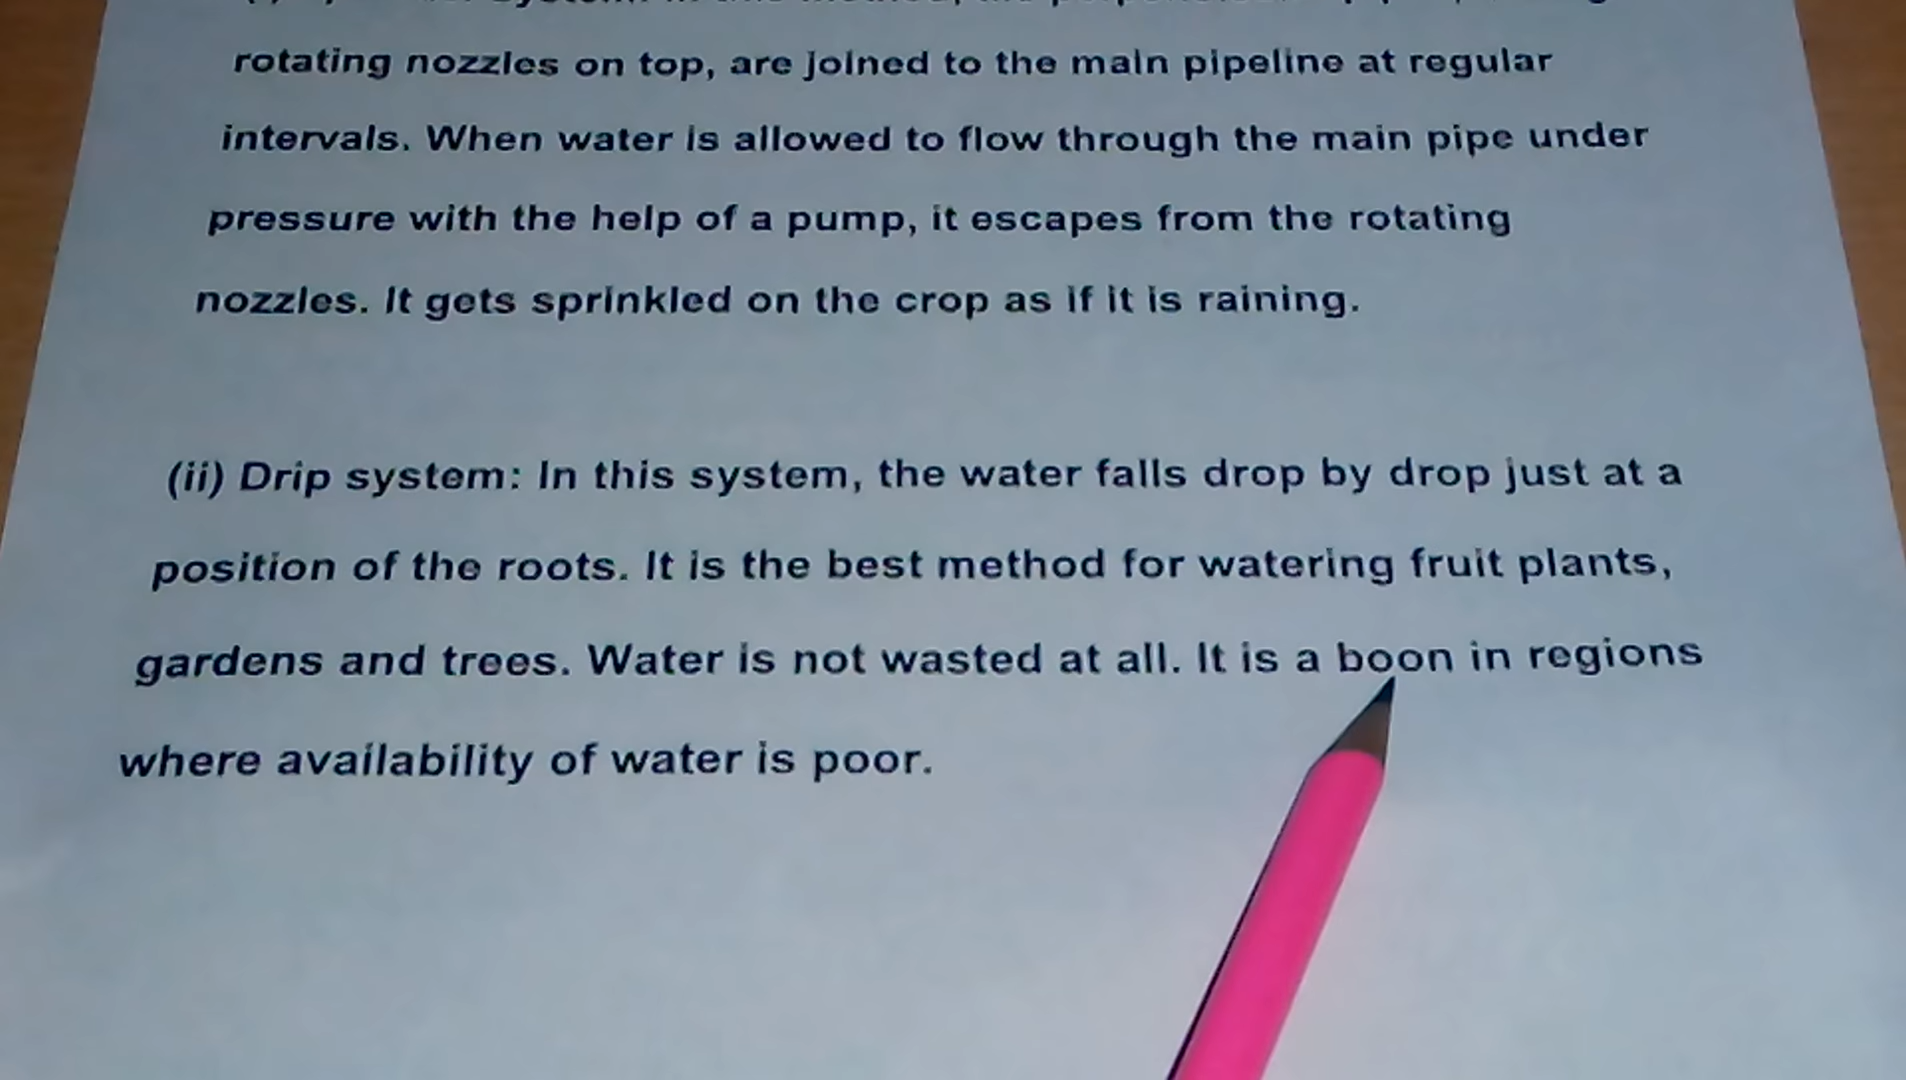 rotating nozzles on top, are joined to the main pipeline at regular
intervals. When water is allowed to flow through the main pipe under
pressure with the help of a pump, it escapes from the rotating
nozzles. It gets sprinkled on the crop as if it is raining.
(ii) Drip system: In this system, the water falls drop by drop just at a
position of the roots. It is the best method for watering fruit plants,
gardens and trees. Water is not wasted at all. It is a boon in regions
where availability of water is poor.